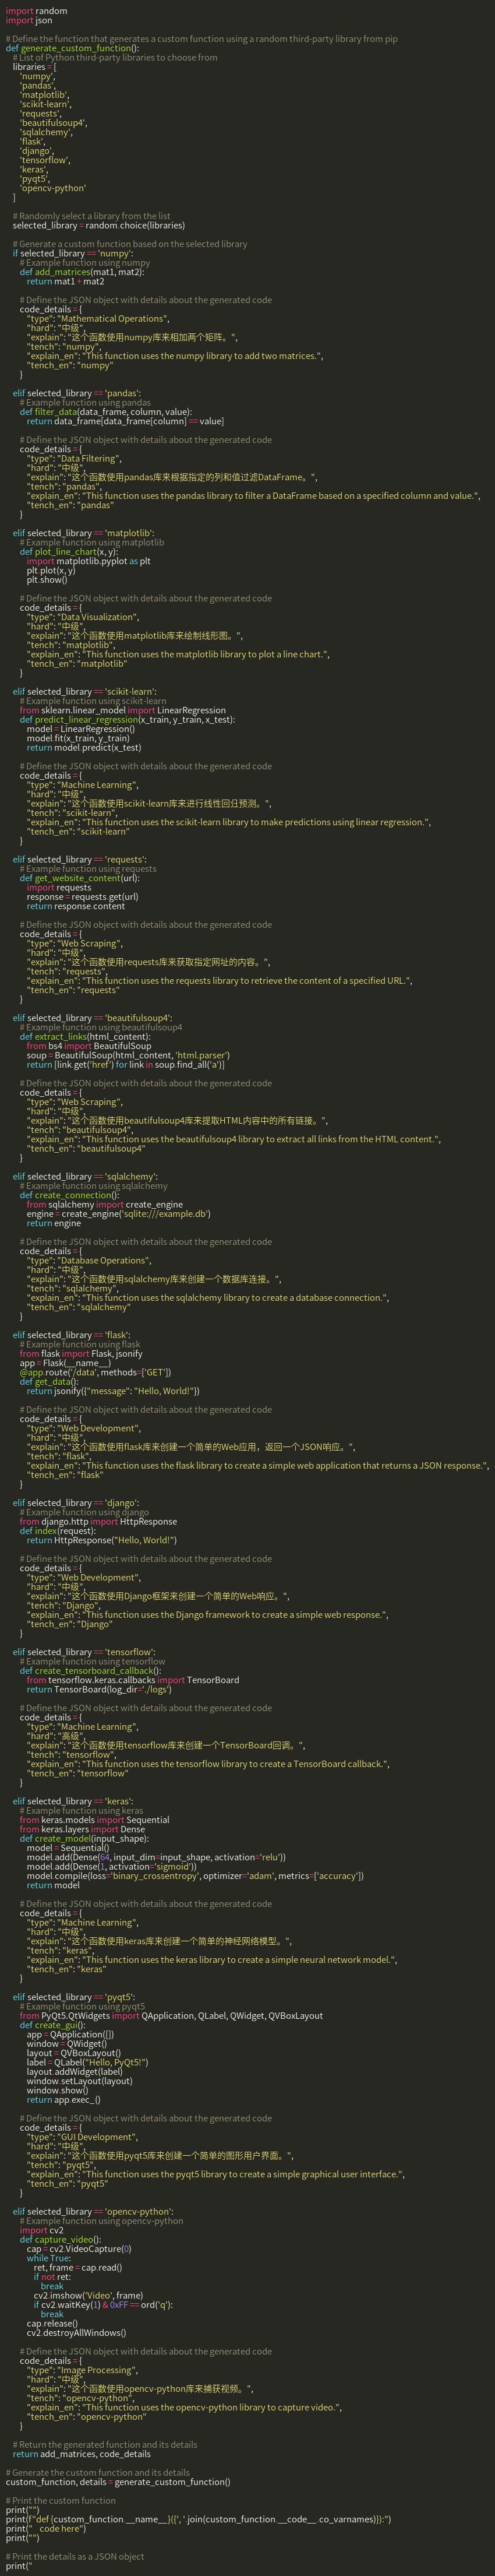 import random
import json

# Define the function that generates a custom function using a random third-party library from pip
def generate_custom_function():
    # List of Python third-party libraries to choose from
    libraries = [
        'numpy',
        'pandas',
        'matplotlib',
        'scikit-learn',
        'requests',
        'beautifulsoup4',
        'sqlalchemy',
        'flask',
        'django',
        'tensorflow',
        'keras',
        'pyqt5',
        'opencv-python'
    ]

    # Randomly select a library from the list
    selected_library = random.choice(libraries)

    # Generate a custom function based on the selected library
    if selected_library == 'numpy':
        # Example function using numpy
        def add_matrices(mat1, mat2):
            return mat1 + mat2

        # Define the JSON object with details about the generated code
        code_details = {
            "type": "Mathematical Operations",
            "hard": "中级",
            "explain": "这个函数使用numpy库来相加两个矩阵。",
            "tench": "numpy",
            "explain_en": "This function uses the numpy library to add two matrices.",
            "tench_en": "numpy"
        }

    elif selected_library == 'pandas':
        # Example function using pandas
        def filter_data(data_frame, column, value):
            return data_frame[data_frame[column] == value]

        # Define the JSON object with details about the generated code
        code_details = {
            "type": "Data Filtering",
            "hard": "中级",
            "explain": "这个函数使用pandas库来根据指定的列和值过滤DataFrame。",
            "tench": "pandas",
            "explain_en": "This function uses the pandas library to filter a DataFrame based on a specified column and value.",
            "tench_en": "pandas"
        }

    elif selected_library == 'matplotlib':
        # Example function using matplotlib
        def plot_line_chart(x, y):
            import matplotlib.pyplot as plt
            plt.plot(x, y)
            plt.show()

        # Define the JSON object with details about the generated code
        code_details = {
            "type": "Data Visualization",
            "hard": "中级",
            "explain": "这个函数使用matplotlib库来绘制线形图。",
            "tench": "matplotlib",
            "explain_en": "This function uses the matplotlib library to plot a line chart.",
            "tench_en": "matplotlib"
        }

    elif selected_library == 'scikit-learn':
        # Example function using scikit-learn
        from sklearn.linear_model import LinearRegression
        def predict_linear_regression(x_train, y_train, x_test):
            model = LinearRegression()
            model.fit(x_train, y_train)
            return model.predict(x_test)

        # Define the JSON object with details about the generated code
        code_details = {
            "type": "Machine Learning",
            "hard": "中级",
            "explain": "这个函数使用scikit-learn库来进行线性回归预测。",
            "tench": "scikit-learn",
            "explain_en": "This function uses the scikit-learn library to make predictions using linear regression.",
            "tench_en": "scikit-learn"
        }

    elif selected_library == 'requests':
        # Example function using requests
        def get_website_content(url):
            import requests
            response = requests.get(url)
            return response.content

        # Define the JSON object with details about the generated code
        code_details = {
            "type": "Web Scraping",
            "hard": "中级",
            "explain": "这个函数使用requests库来获取指定网址的内容。",
            "tench": "requests",
            "explain_en": "This function uses the requests library to retrieve the content of a specified URL.",
            "tench_en": "requests"
        }

    elif selected_library == 'beautifulsoup4':
        # Example function using beautifulsoup4
        def extract_links(html_content):
            from bs4 import BeautifulSoup
            soup = BeautifulSoup(html_content, 'html.parser')
            return [link.get('href') for link in soup.find_all('a')]

        # Define the JSON object with details about the generated code
        code_details = {
            "type": "Web Scraping",
            "hard": "中级",
            "explain": "这个函数使用beautifulsoup4库来提取HTML内容中的所有链接。",
            "tench": "beautifulsoup4",
            "explain_en": "This function uses the beautifulsoup4 library to extract all links from the HTML content.",
            "tench_en": "beautifulsoup4"
        }

    elif selected_library == 'sqlalchemy':
        # Example function using sqlalchemy
        def create_connection():
            from sqlalchemy import create_engine
            engine = create_engine('sqlite:///example.db')
            return engine

        # Define the JSON object with details about the generated code
        code_details = {
            "type": "Database Operations",
            "hard": "中级",
            "explain": "这个函数使用sqlalchemy库来创建一个数据库连接。",
            "tench": "sqlalchemy",
            "explain_en": "This function uses the sqlalchemy library to create a database connection.",
            "tench_en": "sqlalchemy"
        }

    elif selected_library == 'flask':
        # Example function using flask
        from flask import Flask, jsonify
        app = Flask(__name__)
        @app.route('/data', methods=['GET'])
        def get_data():
            return jsonify({"message": "Hello, World!"})

        # Define the JSON object with details about the generated code
        code_details = {
            "type": "Web Development",
            "hard": "中级",
            "explain": "这个函数使用flask库来创建一个简单的Web应用，返回一个JSON响应。",
            "tench": "flask",
            "explain_en": "This function uses the flask library to create a simple web application that returns a JSON response.",
            "tench_en": "flask"
        }

    elif selected_library == 'django':
        # Example function using django
        from django.http import HttpResponse
        def index(request):
            return HttpResponse("Hello, World!")

        # Define the JSON object with details about the generated code
        code_details = {
            "type": "Web Development",
            "hard": "中级",
            "explain": "这个函数使用Django框架来创建一个简单的Web响应。",
            "tench": "Django",
            "explain_en": "This function uses the Django framework to create a simple web response.",
            "tench_en": "Django"
        }

    elif selected_library == 'tensorflow':
        # Example function using tensorflow
        def create_tensorboard_callback():
            from tensorflow.keras.callbacks import TensorBoard
            return TensorBoard(log_dir='./logs')

        # Define the JSON object with details about the generated code
        code_details = {
            "type": "Machine Learning",
            "hard": "高级",
            "explain": "这个函数使用tensorflow库来创建一个TensorBoard回调。",
            "tench": "tensorflow",
            "explain_en": "This function uses the tensorflow library to create a TensorBoard callback.",
            "tench_en": "tensorflow"
        }

    elif selected_library == 'keras':
        # Example function using keras
        from keras.models import Sequential
        from keras.layers import Dense
        def create_model(input_shape):
            model = Sequential()
            model.add(Dense(64, input_dim=input_shape, activation='relu'))
            model.add(Dense(1, activation='sigmoid'))
            model.compile(loss='binary_crossentropy', optimizer='adam', metrics=['accuracy'])
            return model

        # Define the JSON object with details about the generated code
        code_details = {
            "type": "Machine Learning",
            "hard": "中级",
            "explain": "这个函数使用keras库来创建一个简单的神经网络模型。",
            "tench": "keras",
            "explain_en": "This function uses the keras library to create a simple neural network model.",
            "tench_en": "keras"
        }

    elif selected_library == 'pyqt5':
        # Example function using pyqt5
        from PyQt5.QtWidgets import QApplication, QLabel, QWidget, QVBoxLayout
        def create_gui():
            app = QApplication([])
            window = QWidget()
            layout = QVBoxLayout()
            label = QLabel("Hello, PyQt5!")
            layout.addWidget(label)
            window.setLayout(layout)
            window.show()
            return app.exec_()

        # Define the JSON object with details about the generated code
        code_details = {
            "type": "GUI Development",
            "hard": "中级",
            "explain": "这个函数使用pyqt5库来创建一个简单的图形用户界面。",
            "tench": "pyqt5",
            "explain_en": "This function uses the pyqt5 library to create a simple graphical user interface.",
            "tench_en": "pyqt5"
        }

    elif selected_library == 'opencv-python':
        # Example function using opencv-python
        import cv2
        def capture_video():
            cap = cv2.VideoCapture(0)
            while True:
                ret, frame = cap.read()
                if not ret:
                    break
                cv2.imshow('Video', frame)
                if cv2.waitKey(1) & 0xFF == ord('q'):
                    break
            cap.release()
            cv2.destroyAllWindows()

        # Define the JSON object with details about the generated code
        code_details = {
            "type": "Image Processing",
            "hard": "中级",
            "explain": "这个函数使用opencv-python库来捕获视频。",
            "tench": "opencv-python",
            "explain_en": "This function uses the opencv-python library to capture video.",
            "tench_en": "opencv-python"
        }

    # Return the generated function and its details
    return add_matrices, code_details

# Generate the custom function and its details
custom_function, details = generate_custom_function()

# Print the custom function
print("")
print(f"def {custom_function.__name__}({', '.join(custom_function.__code__.co_varnames)}):")
print("    code here")
print("")

# Print the details as a JSON object
print("